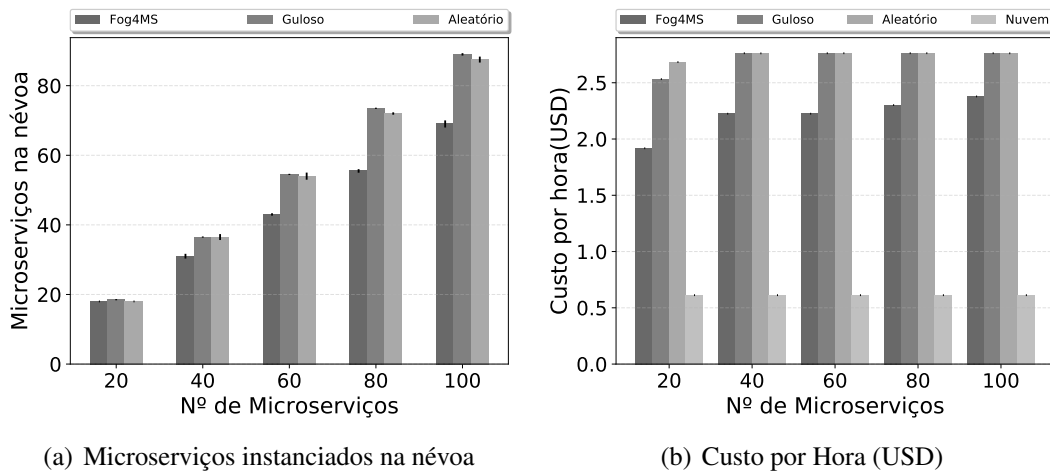 Fog4MS Guloso Aleatório
Microserviços na névoa
80
60
40
20
0
20 40 60 80 100
Nº de Microserviços
(a) Microserviços instanciados na névoa
Fog4MS Guloso Aleatório Nuvem
Custo por hora(USD)
2.5
2.0
1.5
1.0
0.5
0.0
20 40 60 80 100
Nº de Microserviços
(b) Custo por Hora (USD)